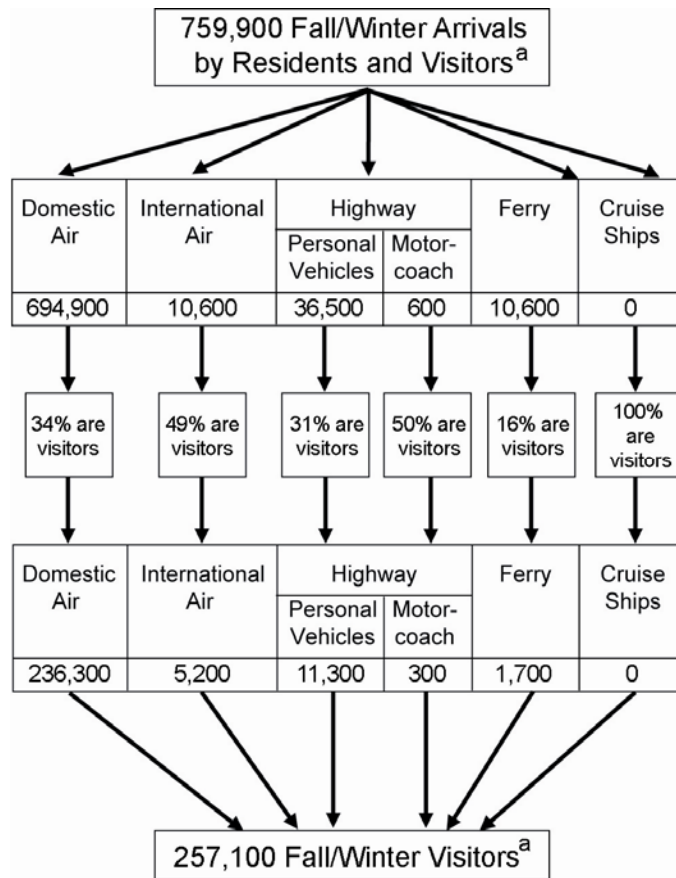 759,900 Fall/Winter Arrivals
by Residents and Visitorsª
Domestic
Air
International
Air
Highway
Personal
Vehicles
Motor-
coach
Ferry
Cruise
Ships
694,900
10,600
36,500
600
10,600
0
34% are
visitors
49% are
visitors
31% are
visitors
50% are
visitors
16% are
visitors
100%
are
visitors
Domestic
Air
International
Air
Highway
Personal
Vehicles
Motor-
coach
Ferry
Cruise
Ships
236,300
5,200
11,300
300
1,700
0
257,100 Fall/Winter Visitorsª